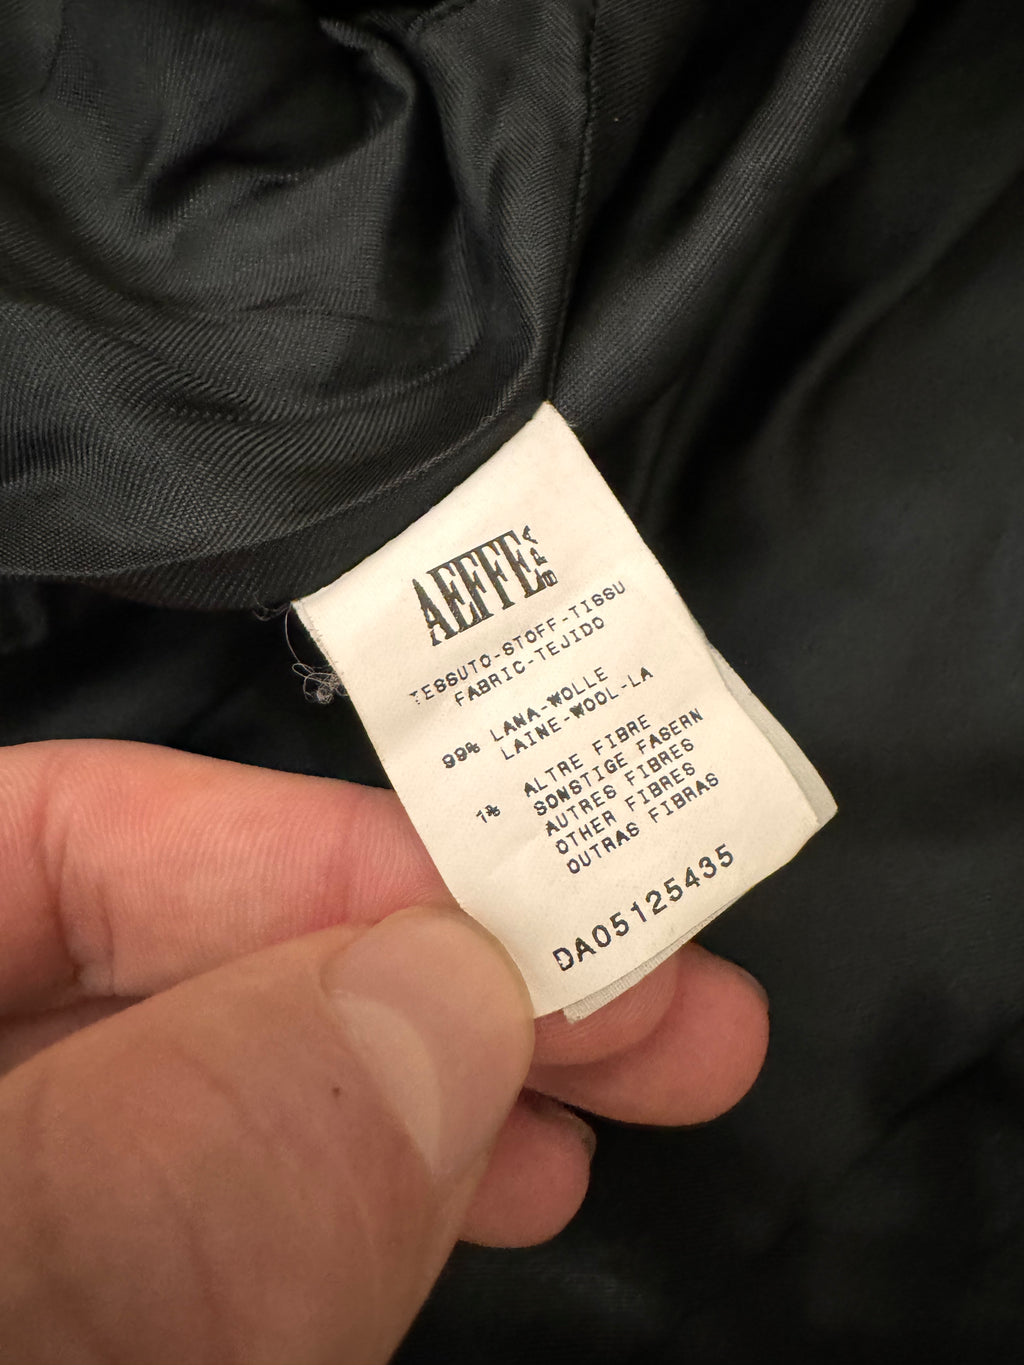 AEFFE SPA
TESSUTO-STOFF-TISSU
FABRIC-TEJIDO
99% LANA-WOLLE
LAINE-WOOL-LA
1% ALTRE FIBRE
SONSTIGE FASERN
AUTRES FIBRES
OTHER FIBRES
OUTRAS FIBRAS
DA05125435